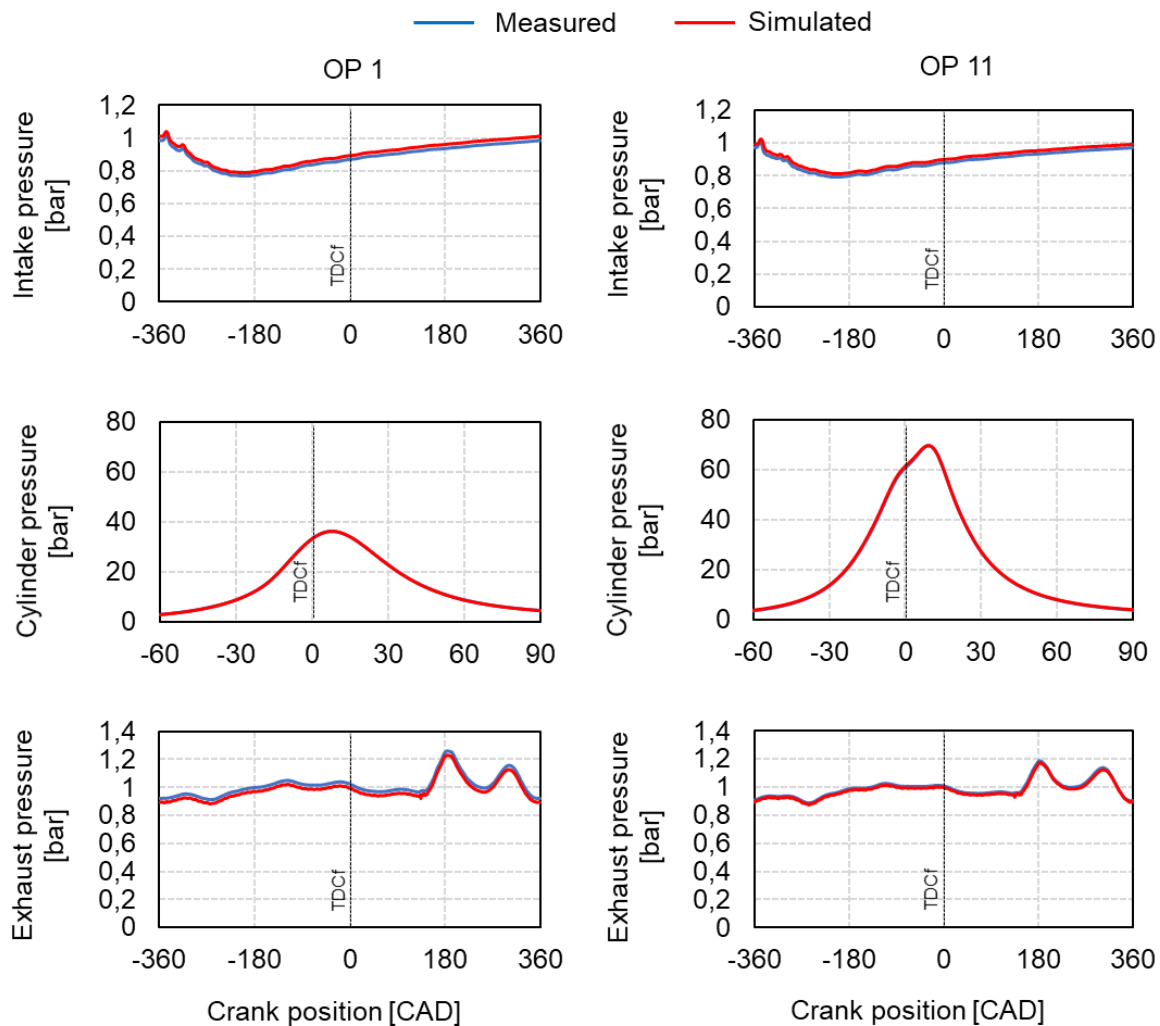 Measured Simulated
OP 1 OP 11
Intake pressure
[bar]
1,2
1
0,8
0,6
0,4
0,2
0
TDCf
-360 -180 0 180 360
Intake pressure
[bar]
1,2
1
0,8
0,6
0,4
0,2
0
TDCf
-360 -180 0 180 360
Cylinder pressure
[bar]
80
60
40
20
0
TDCf
-60 -30 0 30 60 90
Cylinder pressure
[bar]
80
60
40
20
0
TDCf
-60 -30 0 30 60 90
Exhaust pressure
[bar]
1,4
1,2
1
0,8
0,6
0,4
0,2
0
TDCf
-360 -180 0 180 360
Crank position [CAD]
Exhaust pressure
[bar]
1,4
1,2
1
0,8
0,6
0,4
0,2
0
TDCf
-360 -180 0 180 360
Crank position [CAD]